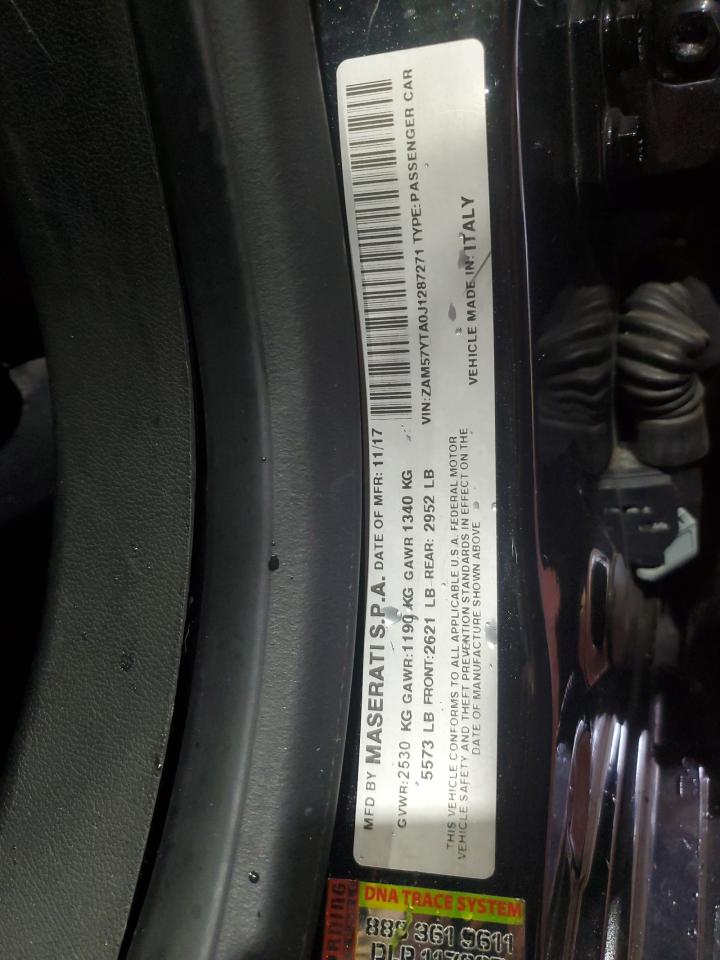 MFD BY MASERATI S.P.A. DATE OF MFR: 11/17
GVWR:2530 KG GAWR:1190 KG GAWR 1340 KG
5573 LB FRONT:2621 LB REAR: 2952 LB
VIN:ZAM57YTA0J1287271 TYPE:PASSENGER CAR
THIS VEHICLE CONFORMS TO ALL APPLICABLE U.S.A. FEDERAL MOTOR
VEHICLE SAFETY AND THEFT PREVENTION STANDARDS IN EFFECT ON THE
DATE OF MANUFACTURE SHOWN ABOVE
VEHICLE MADE IN: ITALY
DNA TRACE SYSTEM
888 361 9611